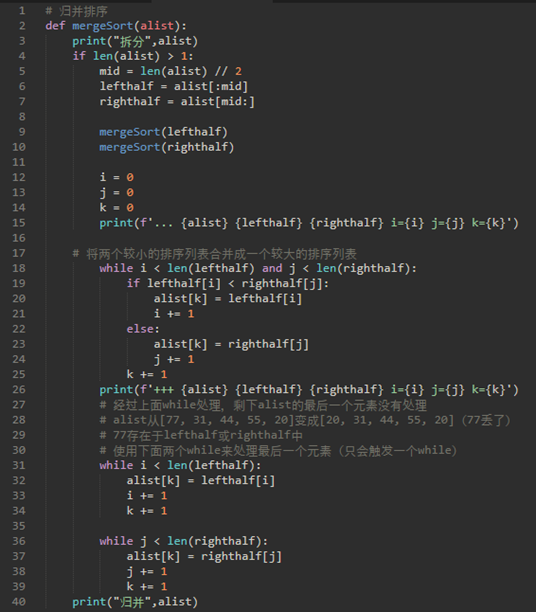 1 # 归并排序
2 def mergeSort(alist):
3     print("拆分",alist)
4     if len(alist) > 1:
5         mid = len(alist) // 2
6         lefthalf = alist[:mid]
7         righthalf = alist[mid:]
8
9         mergeSort(lefthalf)
10         mergeSort(righthalf)
11
12         i = 0
13         j = 0
14         k = 0
15         print(f'... {alist} {lefthalf} {righthalf} i={i} j={j} k={k}')
16
17     # 将两个较小的排序列表合并成一个较大的排序列表
18         while i < len(lefthalf) and j < len(righthalf):
19             if lefthalf[i] < righthalf[j]:
20                 alist[k] = lefthalf[i]
21                 i += 1
22             else:
23                 alist[k] = righthalf[j]
24                 j += 1
25             k += 1
26         print(f'+++ {alist} {lefthalf} {righthalf} i={i} j={j} k={k}')
27         # 经过上面while处理, 剩下alist的最后一个元素没有处理
28         # alist从[77, 31, 44, 55, 20]变成[20, 31, 44, 55, 20]（77丢了）
29         # 77存在于lefthalf或righthalf中
30         # 使用下面两个while来处理最后一个元素（只会触发一个while）
31         while i < len(lefthalf):
32             alist[k] = lefthalf[i]
33             i += 1
34             k += 1
35
36         while j < len(righthalf):
37             alist[k] = righthalf[j]
38             j += 1
39             k += 1
40     print("归并",alist)